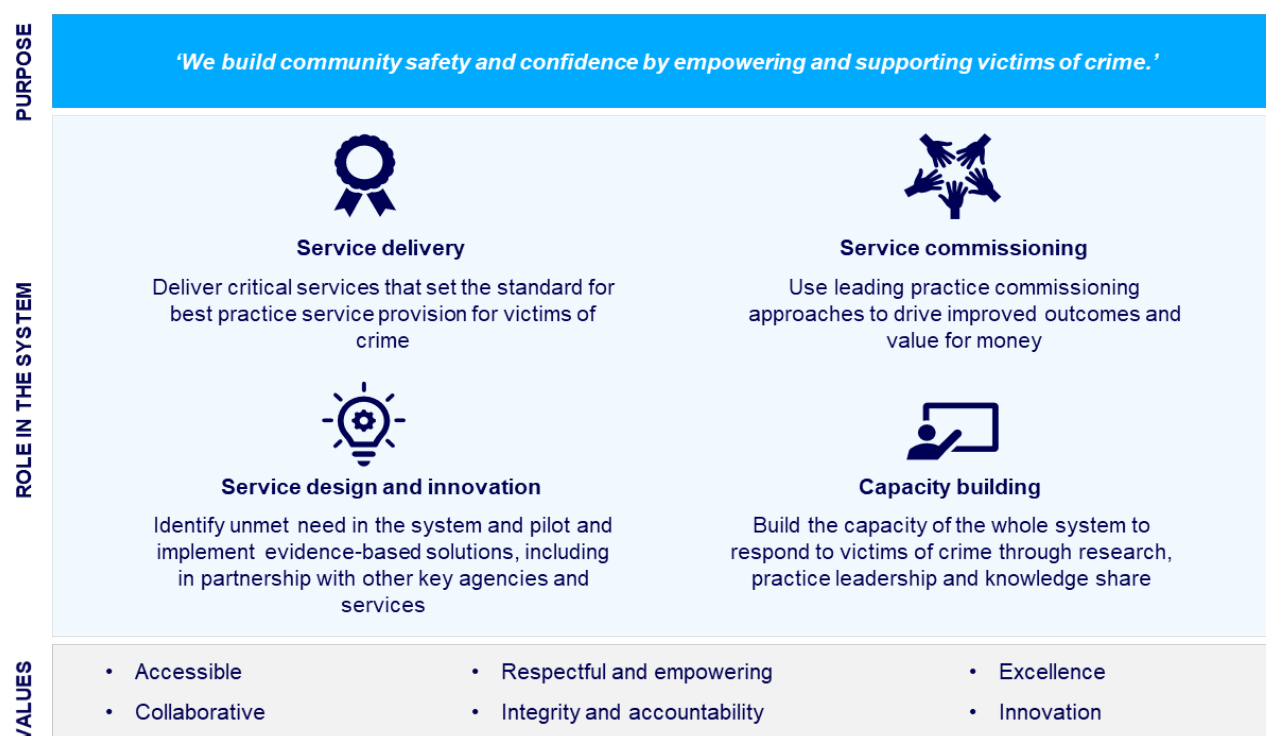 PURPOSE
‘We build community safety and confidence by empowering and supporting victims of crime.’
ROLE IN THE SYSTEM
Service delivery
Deliver critical services that set the standard for
best practice service provision for victims of
crime
Service commissioning
Use leading practice commissioning
approaches to drive improved outcomes and
value for money
Service design and innovation
Identify unmet need in the system and pilot and
implement evidence-based solutions, including
in partnership with other key agencies and
services
Capacity building
Build the capacity of the whole system to
respond to victims of crime through research,
practice leadership and knowledge share
VALUES
• Accessible
• Collaborative
• Respectful and empowering
• Integrity and accountability
• Excellence
• Innovation